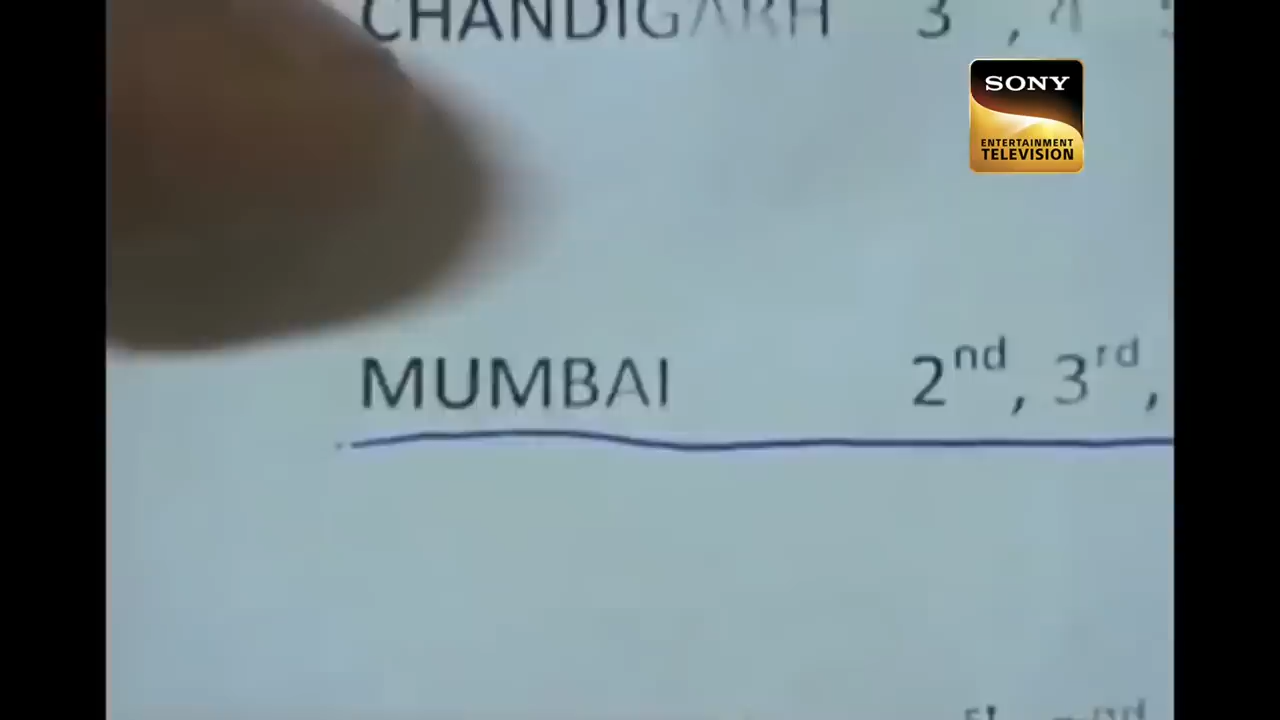 CHANDIGARH 3 ,
SONY
ENTERTAINMENT
TELEVISION
MUMBAI 2nd, 3rd,